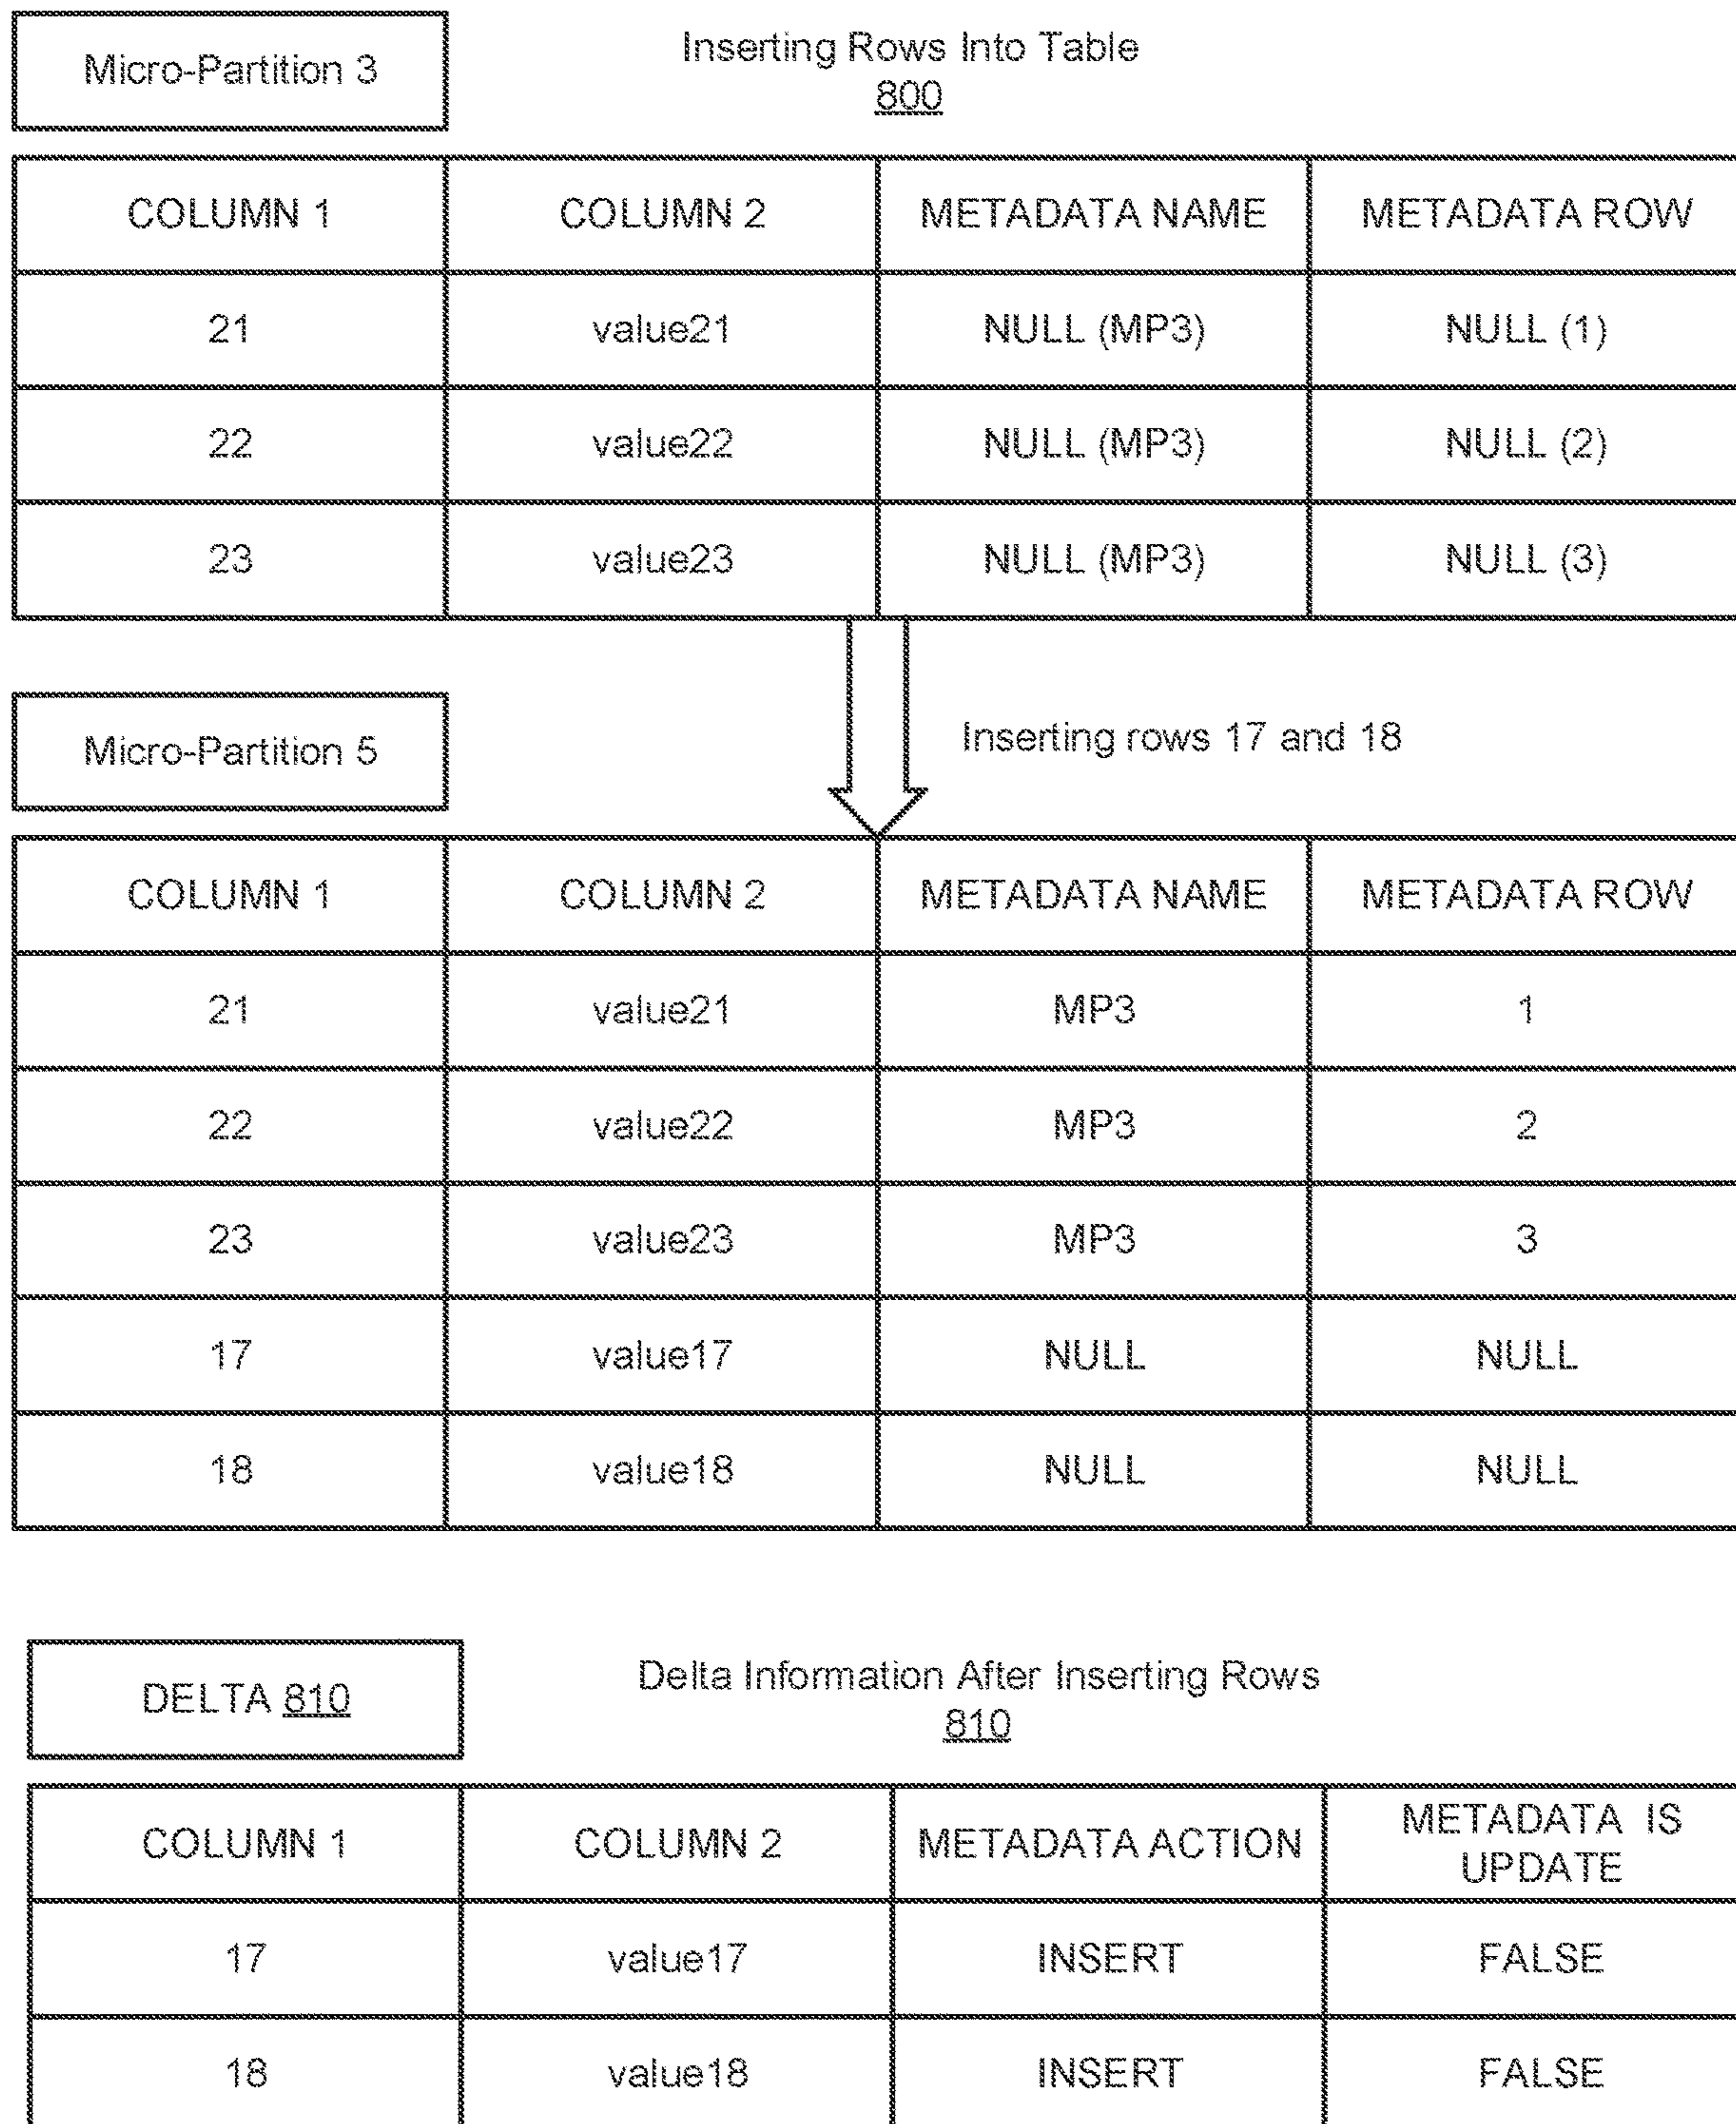 Micro-Partition 3
Inserting Rows Into Table
800
COLUMN 1 COLUMN 2 METADATA NAME METADATA ROW
21 value21 NULL (MP3) NULL (1)
22 value22 NULL (MP3) NULL (2)
23 value23 NULL (MP3) NULL (3)
Micro-Partition 5
Inserting rows 17 and 18
COLUMN 1 COLUMN 2 METADATA NAME METADATA ROW
21 value21 MP3 1
22 value22 MP3 2
23 value23 MP3 3
17 value17 NULL NULL
18 value18 NULL NULL
DELTA 810
Delta Information After Inserting Rows
810
COLUMN 1 COLUMN 2 METADATA ACTION METADATA IS
UPDATE
17 value17 INSERT FALSE
18 value18 INSERT FALSE